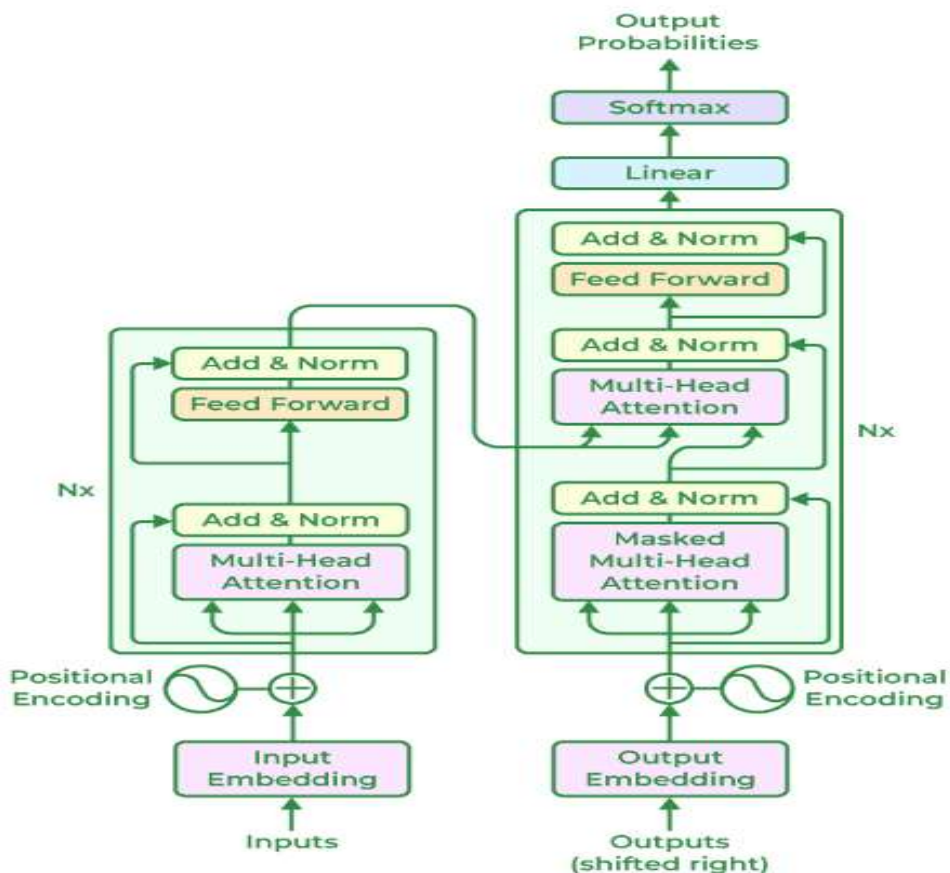 Output
Probabilities
Softmax
Linear
Add & Norm
Feed Forward
Add & Norm
Multi-Head
Attention
Nx
Add & Norm
Masked
Multi-Head
Attention
Add & Norm
Feed Forward
Nx
Add & Norm
Multi-Head
Attention
Positional
Encoding
Positional
Encoding
Input
Embedding
Output
Embedding
Inputs
Outputs
(shifted right)